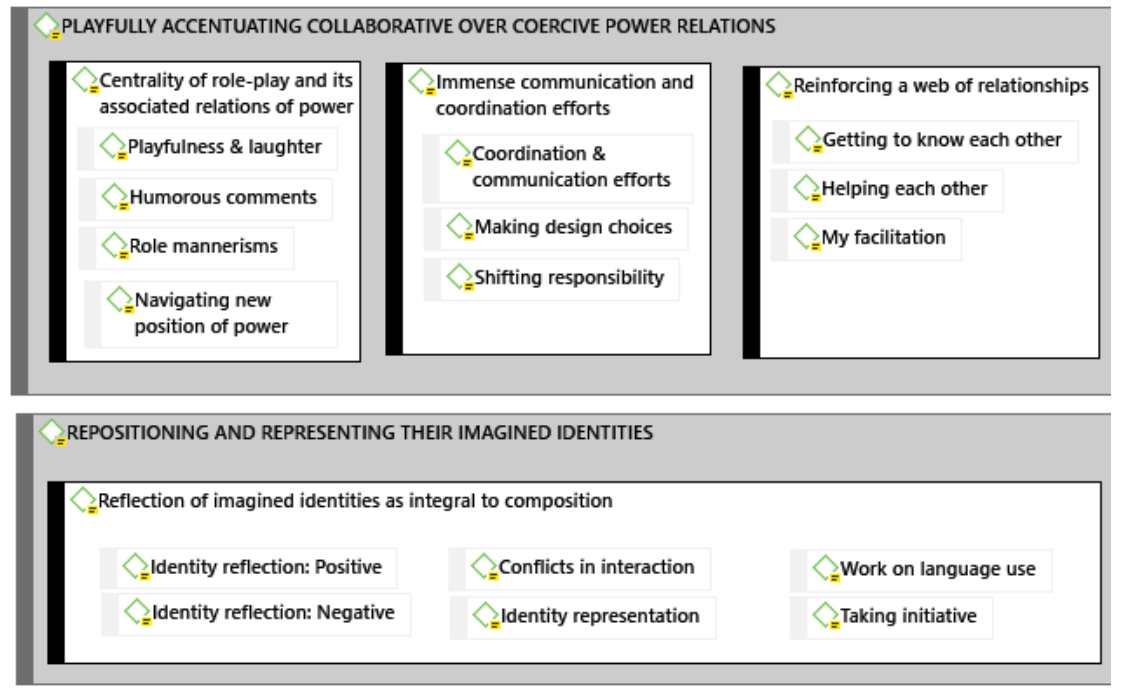 PLAYFULLY ACCENTUATING COLLABORATIVE OVER COERCIVE POWER RELATIONS
Centrality of role-play and its
associated relations of power
Playfulness & laughter
Humorous comments
Role mannerisms
Navigating new
position of power
Immense communication and
coordination efforts
Coordination &
communication efforts
Making design choices
Shifting responsibility
Reinforcing a web of relationships
Getting to know each other
Helping each other
My facilitation
REPOSITIONING AND REPRESENTING THEIR IMAGINED IDENTITIES
Reflection of imagined identities as integral to composition
Identity reflection: Positive
Identity reflection: Negative
Conflicts in interaction
Identity representation
Work on language use
Taking initiative